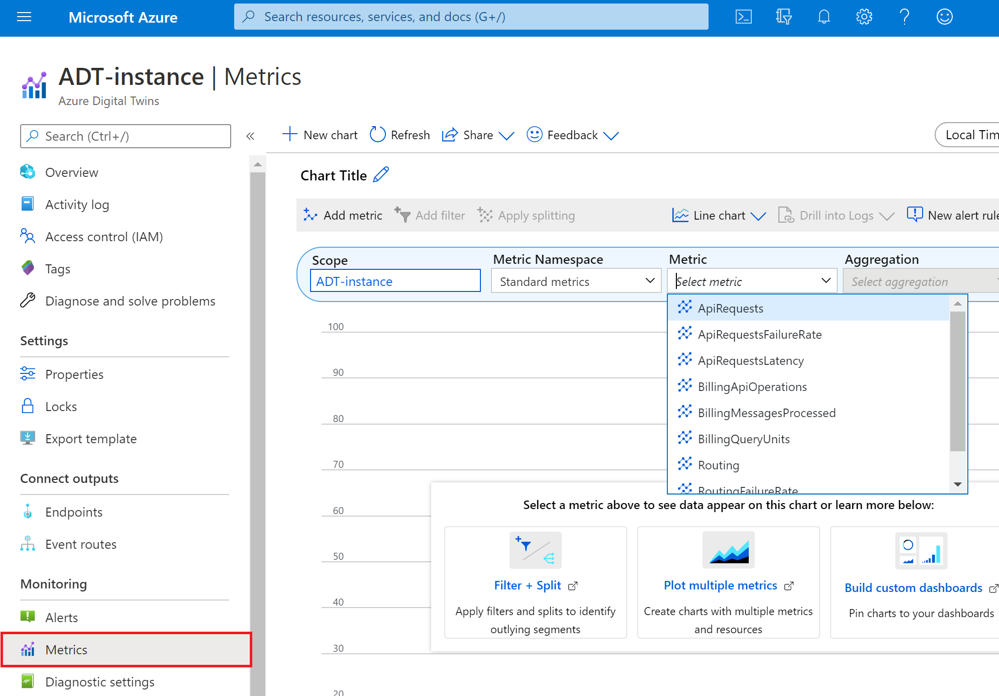 Microsoft Azure
Search resources, services, and docs (G+/)
ADT-instance | Metrics
Azure Digital Twins
Search (Ctrl+/)
«
New chart
Refresh
Share
Feedback
Local Tim
Overview
Activity log
Access control (IAM)
Tags
Diagnose and solve problems
Settings
Properties
Locks
Export template
Connect outputs
Endpoints
Event routes
Monitoring
Alerts
Metrics
Diagnostic settings
Chart Title
Add metric
Add filter
Apply splitting
Line chart
Drill into Logs
New alert rule
Scope
ADT-instance
Metric Namespace
Standard metrics
Metric
Select metric
Aggregation
Select aggregation
ApiRequests
ApiRequestsFailureRate
ApiRequestsLatency
BillingApiOperations
BillingMessagesProcessed
BillingQueryUnits
Routing
RoutingFailureRate
100
90
80
70
60
50
40
30
20
Select a metric above to see data appear on this chart or learn more below:
Filter + Split
Apply filters and splits to identify
outlying segments
Plot multiple metrics
Create charts with multiple metrics
and resources
Build custom dashboards
Pin charts to your dashboards